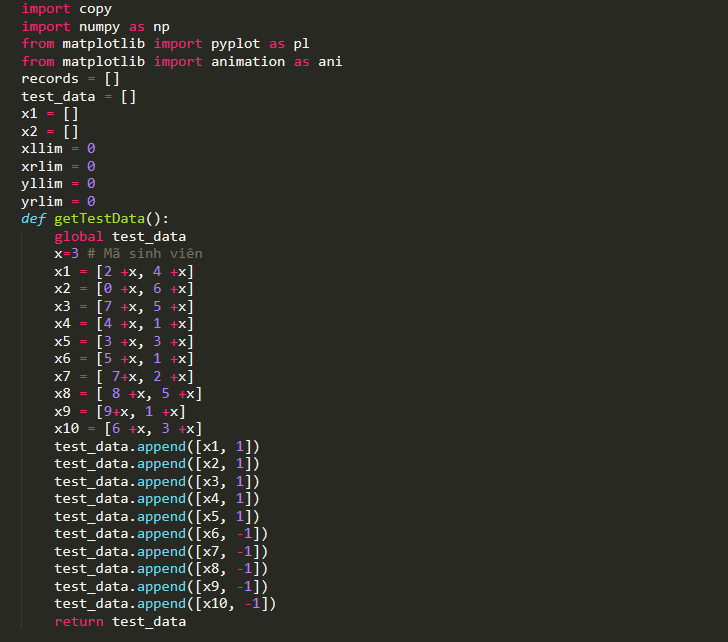 import copy
import numpy as np
from matplotlib import pyplot as pl
from matplotlib import animation as ani
records = []
test_data = []
x1 = []
x2 = []
xllim = 0
xrlim = 0
yllim = 0
yrlim = 0
def getTestData():
    global test_data
    x=3 # Mã sinh viên
    x1 = [2 +x, 4 +x]
    x2 = [0 +x, 6 +x]
    x3 = [7 +x, 5 +x]
    x4 = [4 +x, 1 +x]
    x5 = [3 +x, 3 +x]
    x6 = [5 +x, 1 +x]
    x7 = [ 7+x, 2 +x]
    x8 = [ 8 +x, 5 +x]
    x9 = [9+x, 1 +x]
    x10 = [6 +x, 3 +x]
    test_data.append([x1, 1])
    test_data.append([x2, 1])
    test_data.append([x3, 1])
    test_data.append([x4, 1])
    test_data.append([x5, 1])
    test_data.append([x6, -1])
    test_data.append([x7, -1])
    test_data.append([x8, -1])
    test_data.append([x9, -1])
    test_data.append([x10, -1])
    return test_data